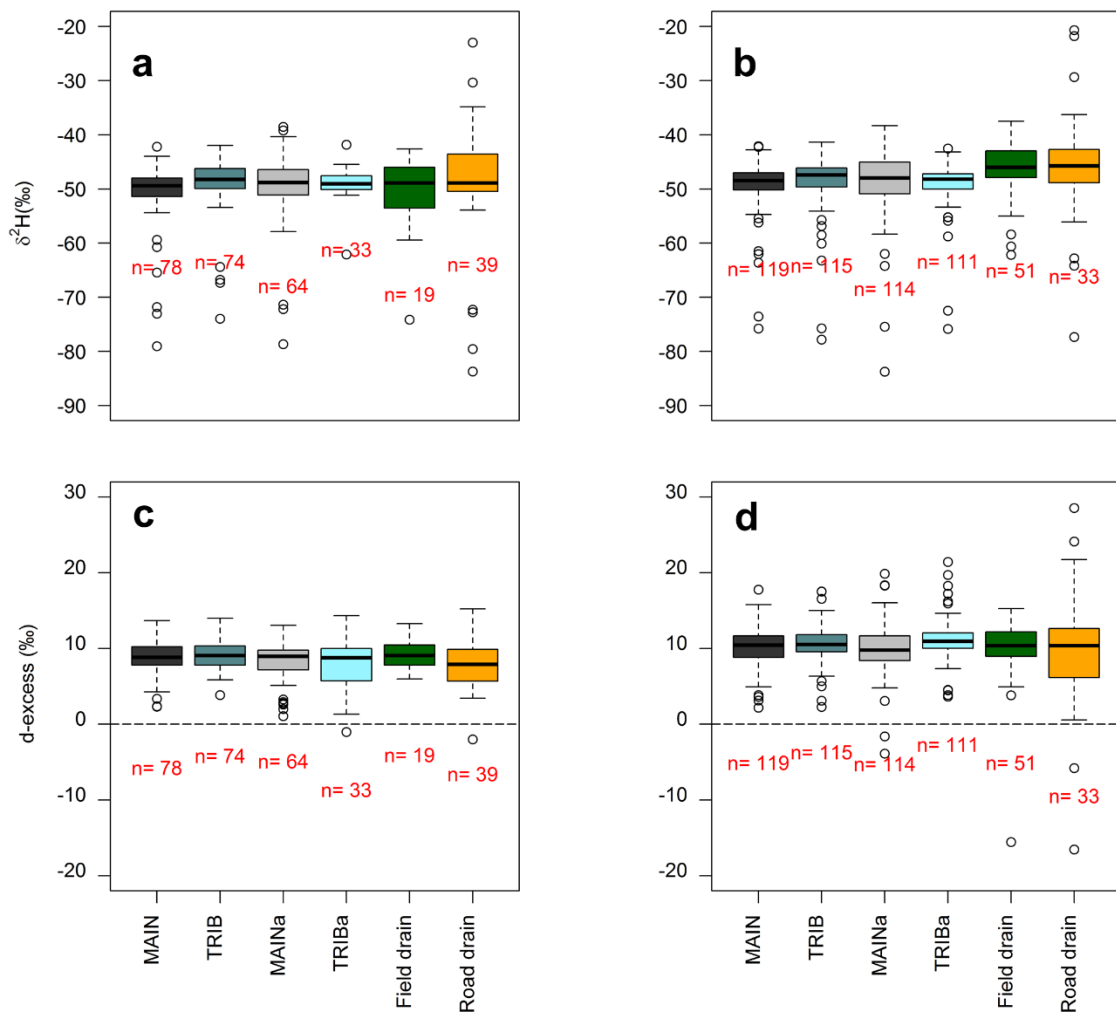 a
δ2H(‰)
-20
-30
-40
-50
-60
-70
-80
-90
n= 78
n= 74
n= 64
n= 33
n= 19
n= 39
b
-20
-30
-40
-50
-60
-70
-80
-90
n= 119
n= 115
n= 114
n= 111
n= 51
n= 33
c
d-excess (‰)
30
20
10
0
-10
-20
n= 78
n= 74
n= 64
n= 33
n= 19
n= 39
MAIN
TRIB
MAINa
TRIBa
Field drain
Road drain
d
30
20
10
0
-10
-20
n= 119
n= 115
n= 114
n= 111
n= 51
n= 33
MAIN
TRIB
MAINa
TRIBa
Field drain
Road drain